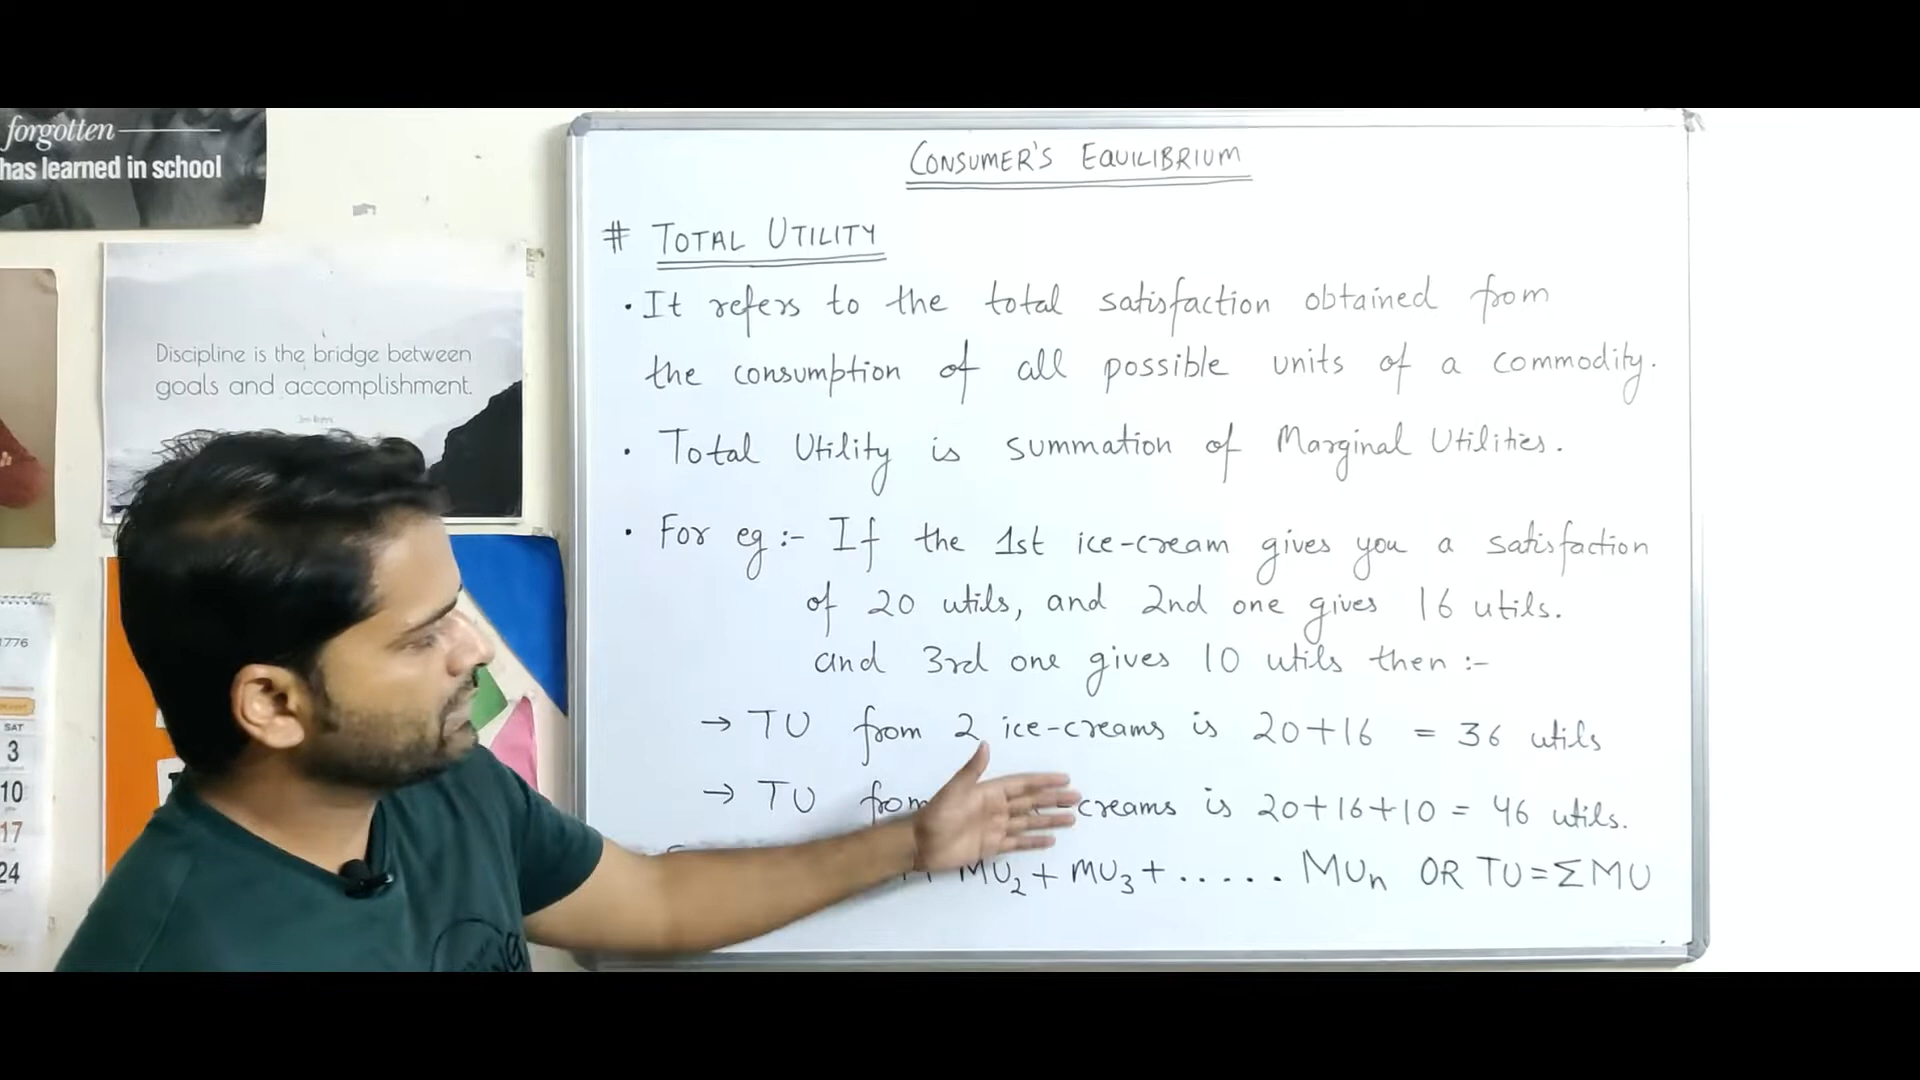 forgotten
has learned in school
Discipline is the bridge between
goals and accomplishment.
1776
SAT
3
10
17
24
CONSUMER'S EQUILIBRIUM
# TOTAL UTILITY
• It refers to the total satisfaction obtained from
the consumption of all possible units of a commodity.
• Total Utility is summation of Marginal Utilities.
• For eg :- If the 1st ice-cream gives you a satisfaction
of 20 utils, and 2nd one gives 16 utils.
and 3rd one gives 10 utils then :-
→ TU from 2 ice-creams is 20+16 = 36 utils
→ TU from creams is 20+16+10 = 46 utils.
MU₂ + MU₃ + ..... MUn OR TU = Σ MU